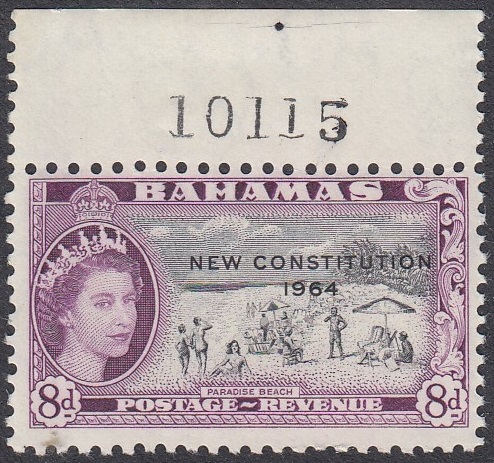 10115
BAHAMAS
NEW CONSTITUTION
1964
PARADISE BEACH
8d
POSTAGE~REVENUE
8d